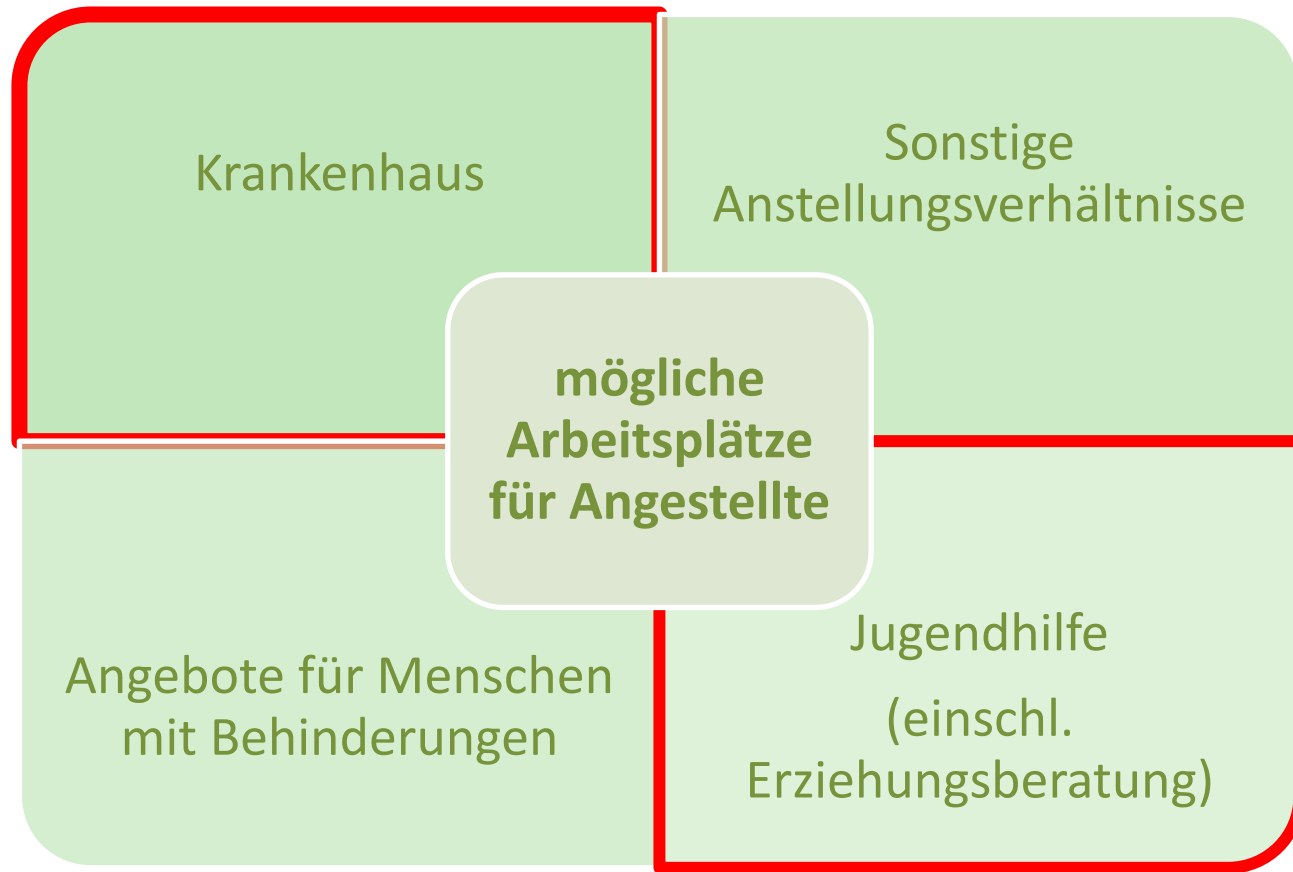 Krankenhaus
Sonstige
Anstellungsverhältnisse
mögliche
Arbeitsplätze
für Angestellte
Angebote für Menschen
mit Behinderungen
Jugendhilfe
(einschl.
Erziehungsberatung)